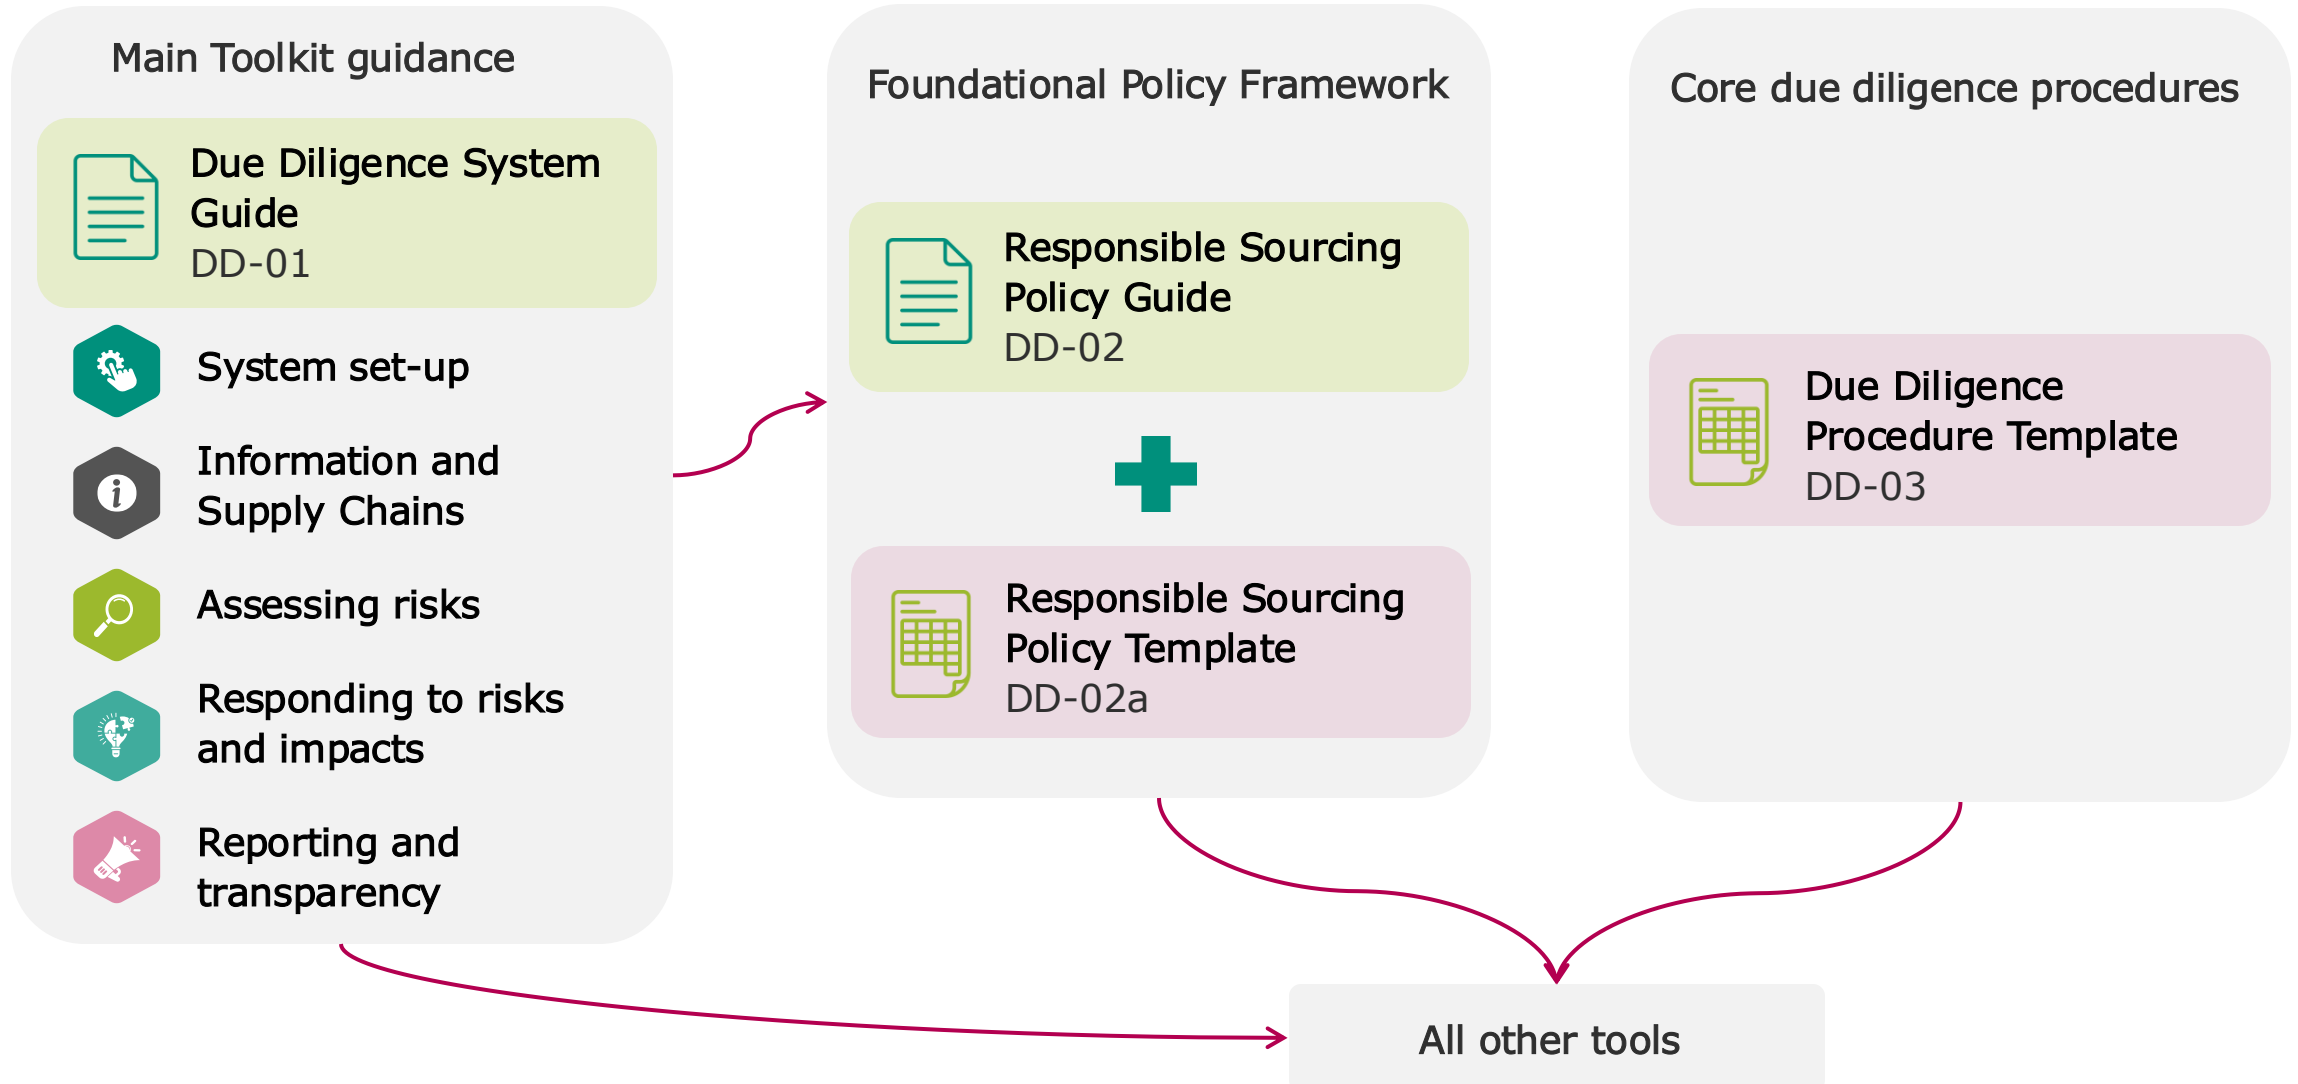 Main Toolkit guidance
Due Diligence System
Guide
DD-01
System set-up
Information and
Supply Chains
Assessing risks
Responding to risks
and impacts
Reporting and
transparency
Foundational Policy Framework
Responsible Sourcing
Policy Guide
DD-02
Responsible Sourcing
Policy Template
DD-02a
Core due diligence procedures
Due Diligence
Procedure Template
DD-03
All other tools